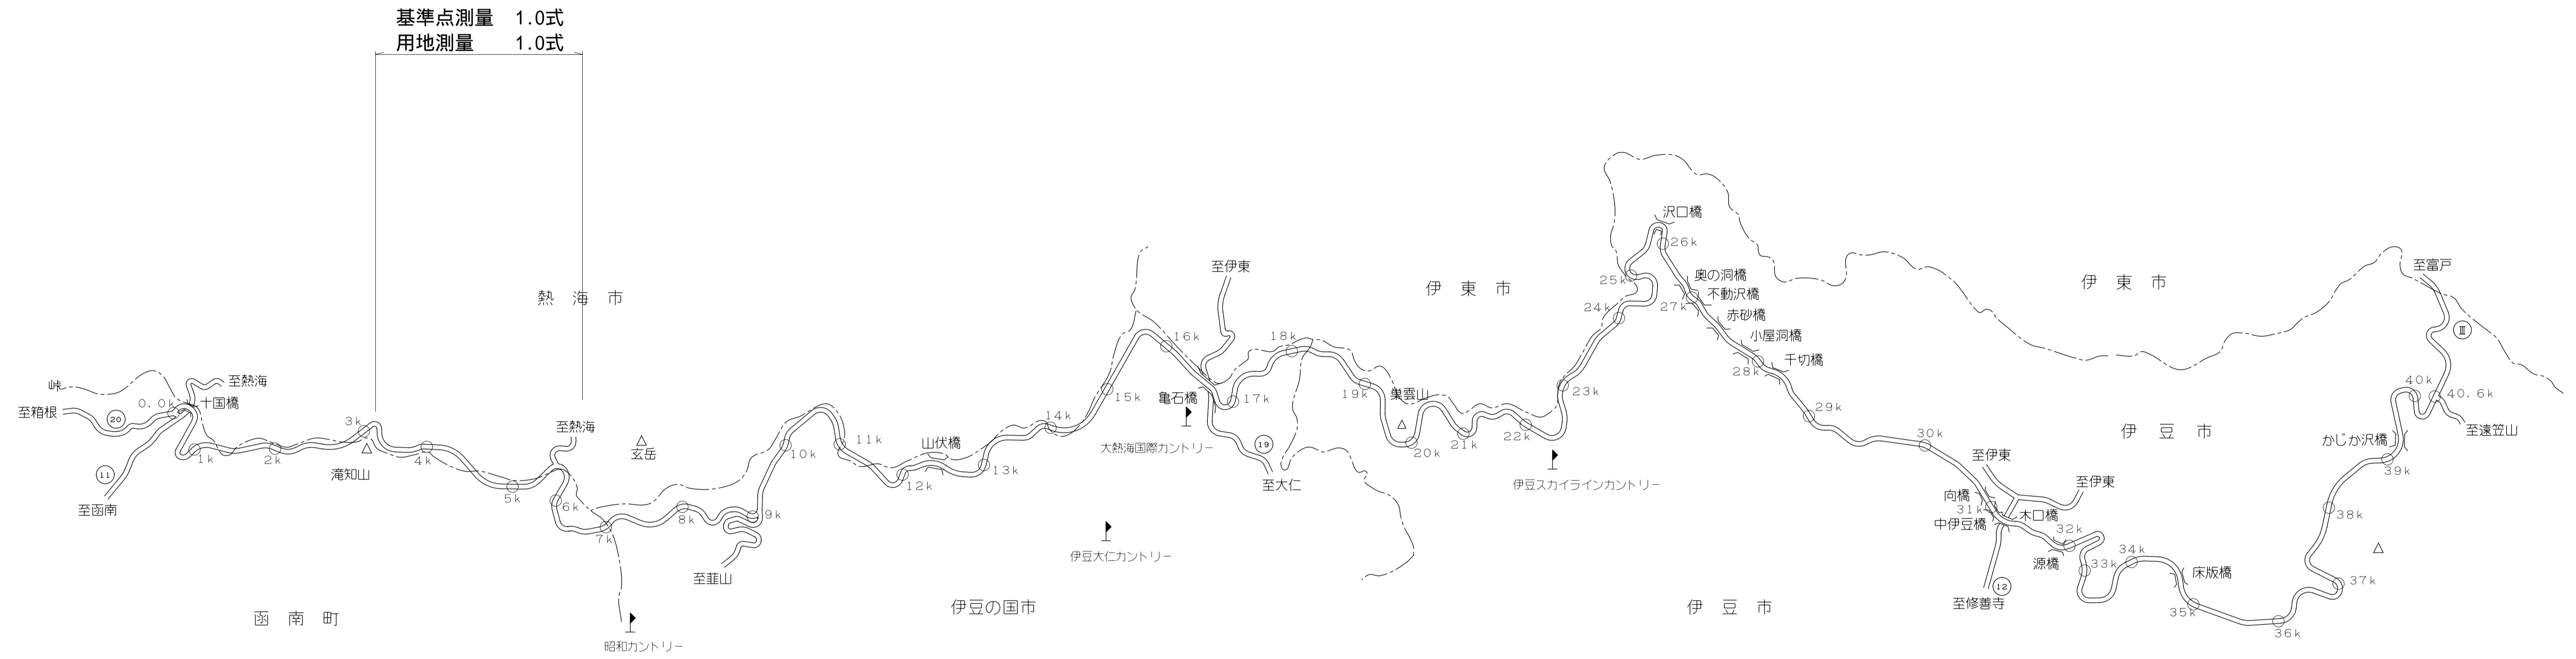 基準点測量　1.0式
用地測量　1.0式
熱　海　市
峠
至箱根
20
0.0k
至熱海
十国橋
11
至函南
1k
2k
3k
滝知山
4k
5k
至熱海
6k
7k
玄岳
8k
9k
至韮山
10k
11k
12k
山伏橋
13k
14k
15k
16k
亀石橋
17k
至伊東
大熱海国際カントリー
19
至大仁
伊豆大仁カントリー
昭和カントリー
函　南　町
伊豆の国市
18k
19k
巣雲山
20k
21k
22k
23k
伊豆スカイラインカントリー
伊　東　市
24k
25k
沢口橋
26k
奥の洞橋
27k
不動沢橋
赤砂橋
小屋洞橋
28k
千切橋
29k
30k
至伊東
至伊東
向橋
31k
中伊豆橋
木口橋
32k
源橋
33k
12
至修善寺
34k
床版橋
35k
36k
37k
38k
39k
かじか沢橋
40k
40.6k
至遠笠山
至富戸
Ⅲ
伊　東　市
伊　豆　市
伊　豆　市